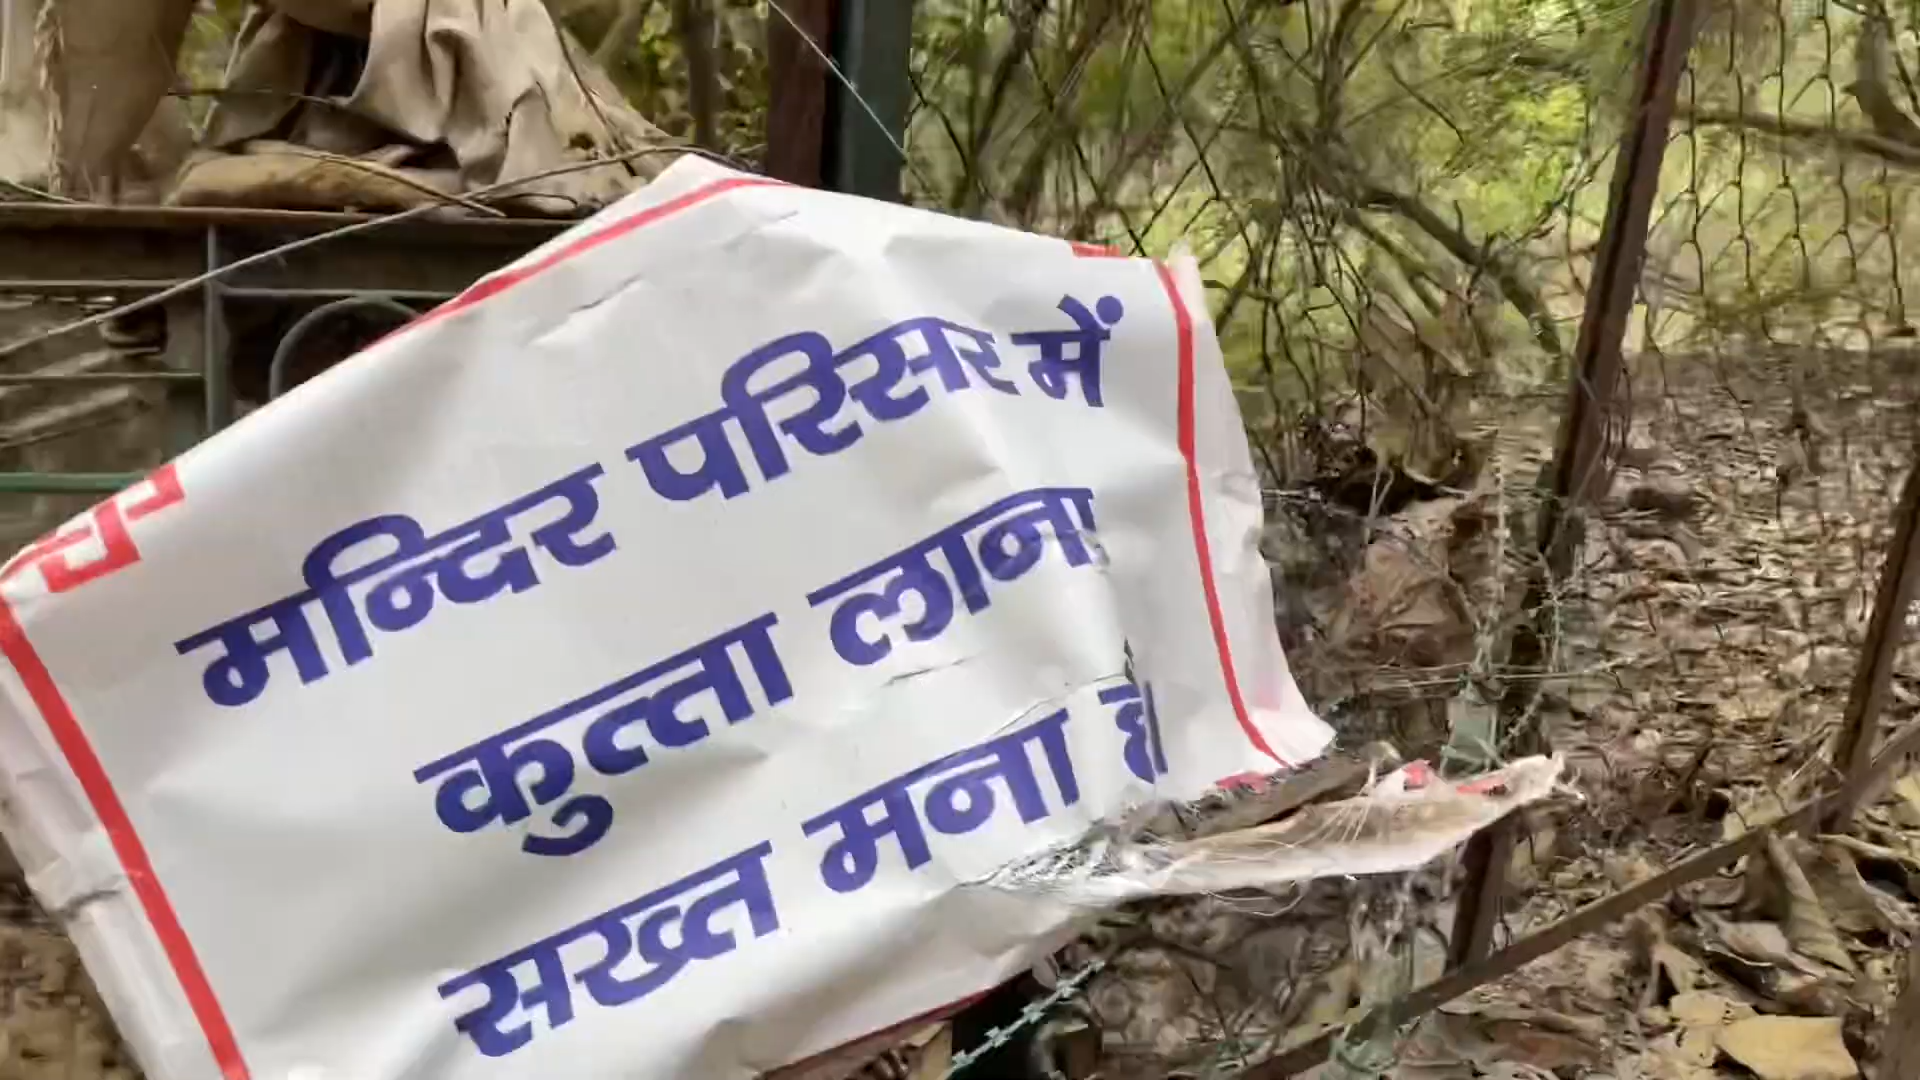 मन्दिर परिसर में
कुत्ता लाना
सख्त मना है